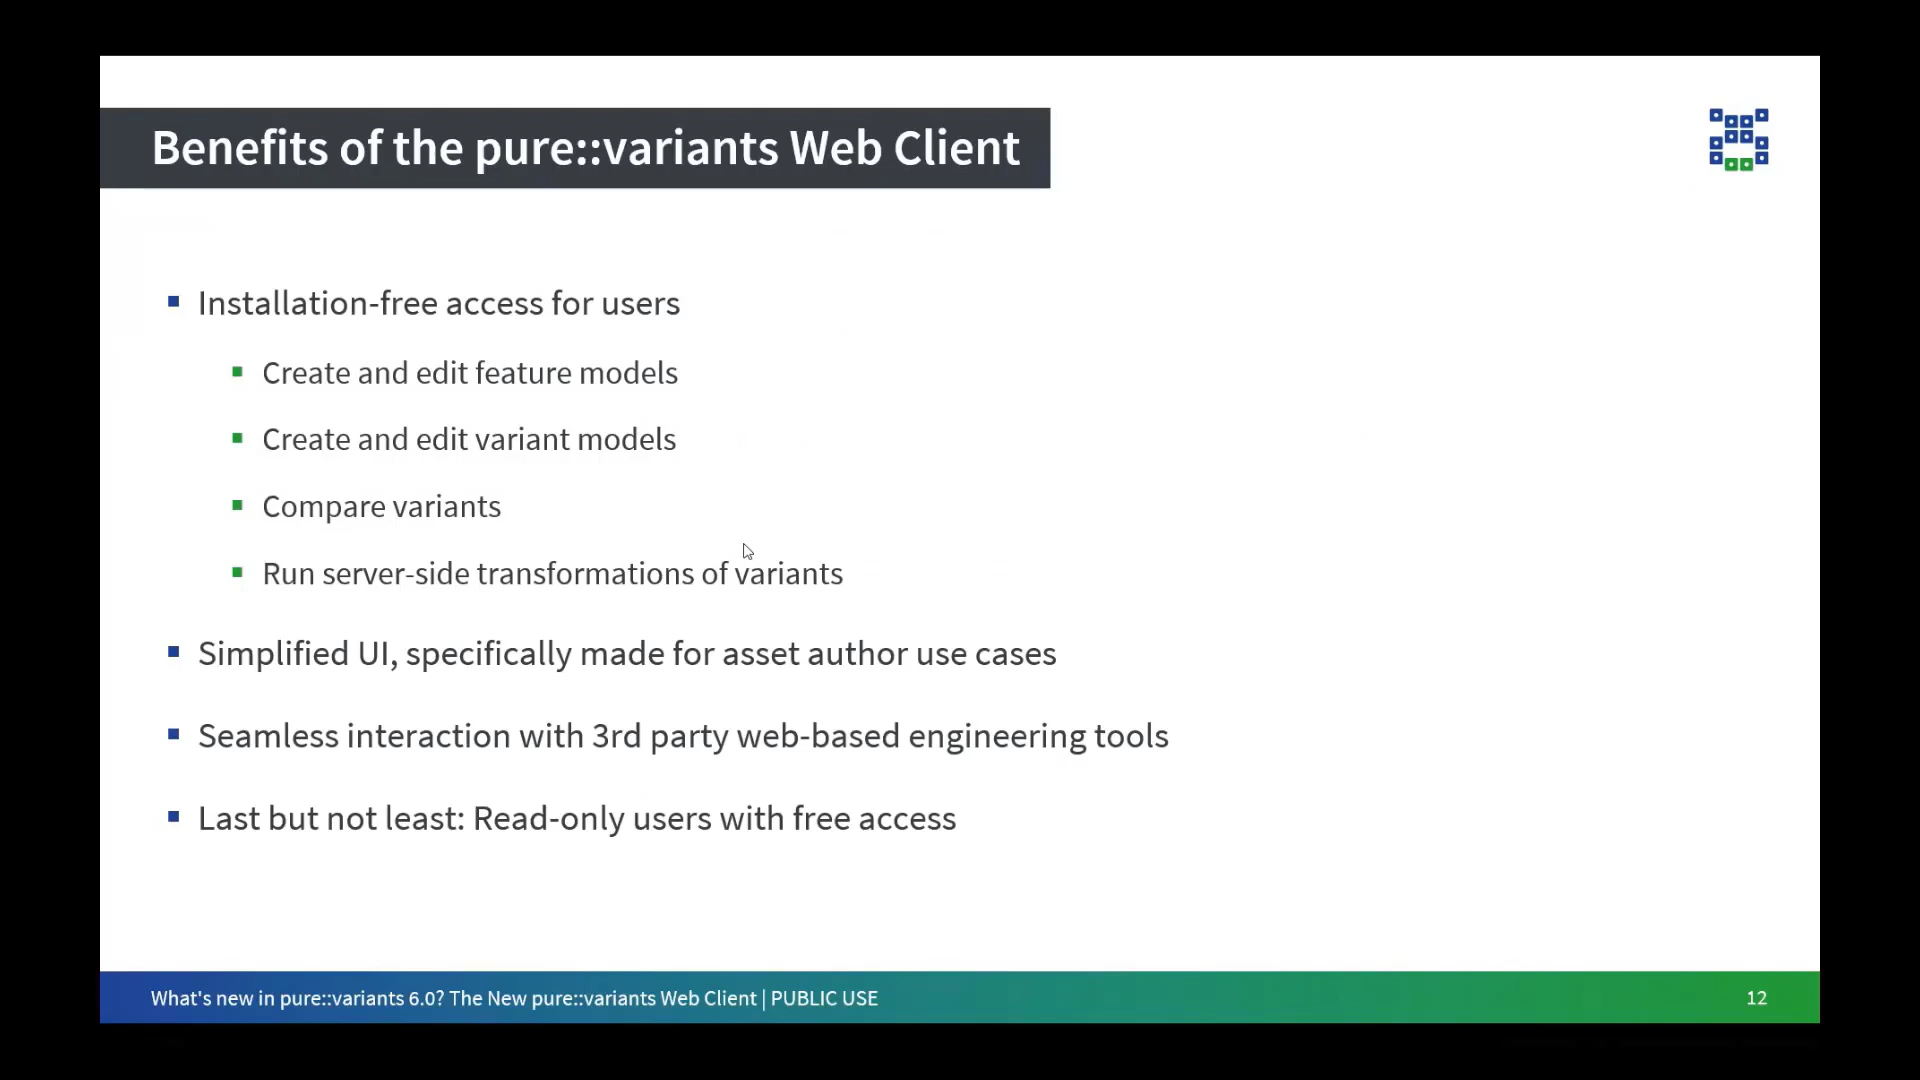 Benefits of the pure::variants Web Client
Installation-free access for users
Create and edit feature models
Create and edit variant models
Compare variants
Run server-side transformations of variants
Simplified UI, specifically made for asset author use cases
Seamless interaction with 3rd party web-based engineering tools
Last but not least: Read-only users with free access
What's new in pure::variants 6.0? The New pure::variants Web Client | PUBLIC USE
12